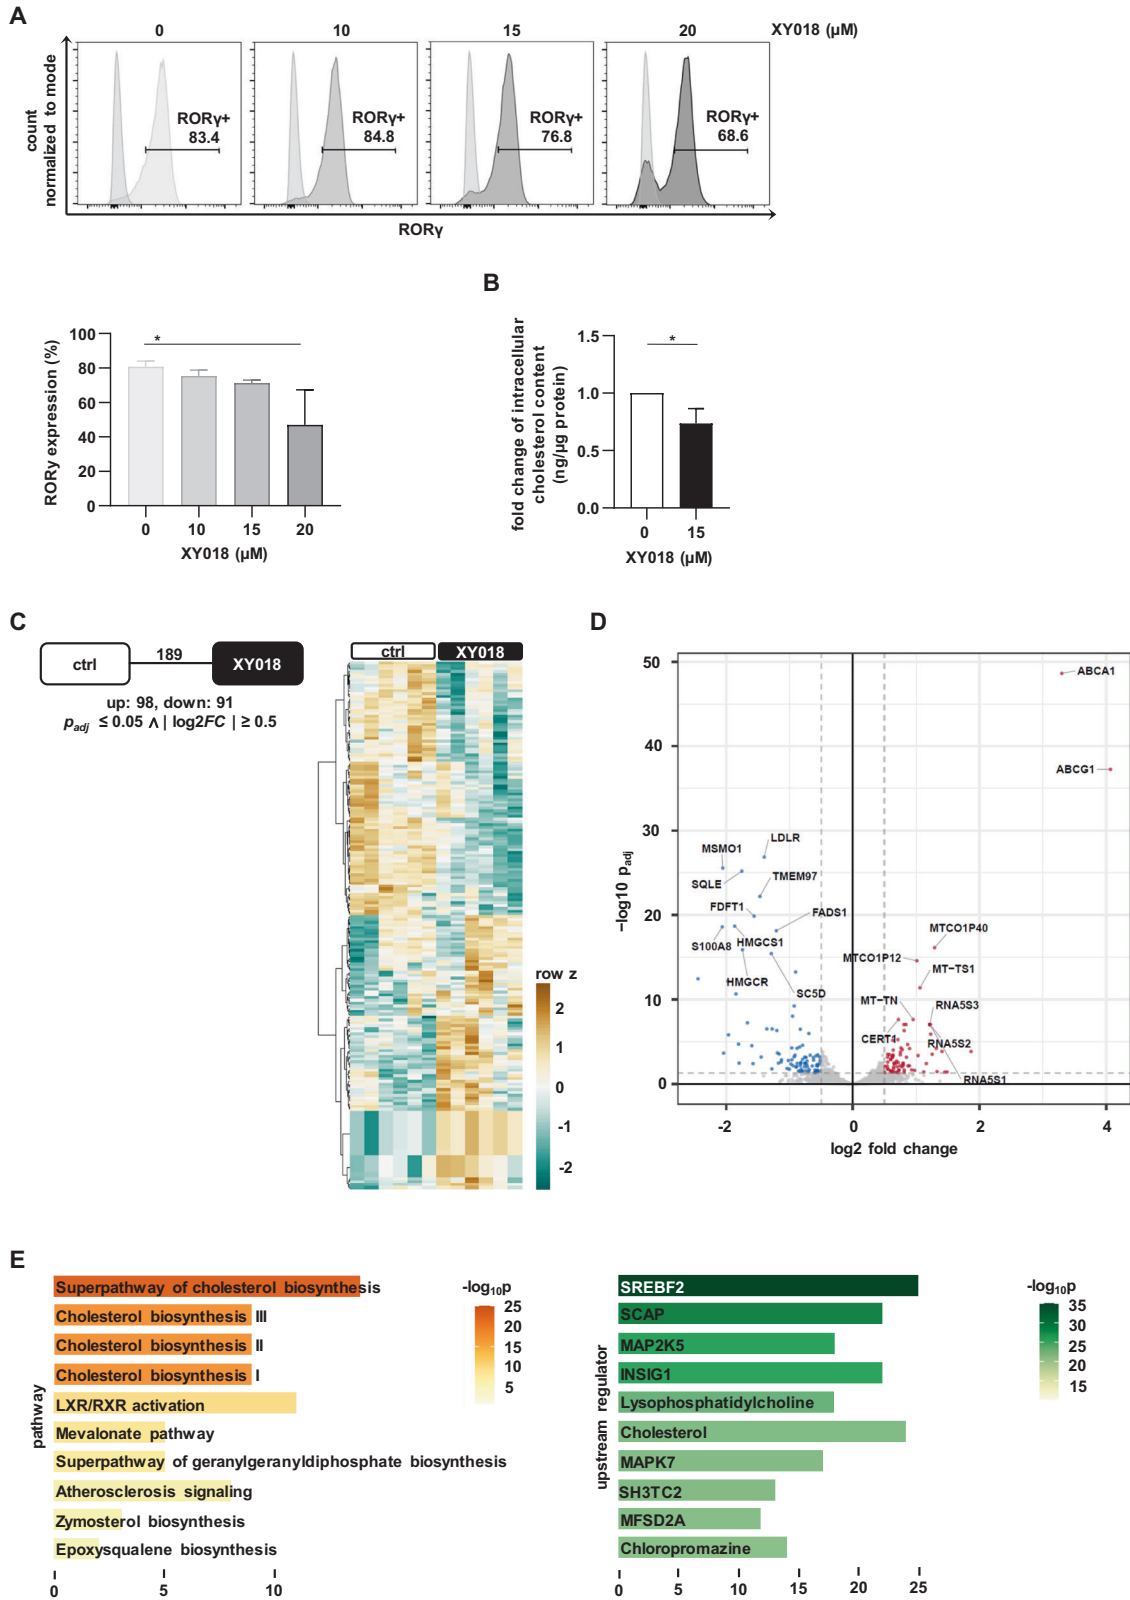 A
0 10 15 20 XY018 (µM)
count
normalized to mode
RORγ+
83.4
RORγ+
84.8
RORγ+
76.8
RORγ+
68.6
RORγ
RORy expression (%)
100
80
60
40
20
0
*
0 10 15 20
XY018 (µM)
B
fold change of intracellular
cholesterol content
(ng/µg protein)
1.5
1.0
0.5
0.0
*
0 15
XY018 (µM)
C
ctrl 189 XY018
up: 98, down: 91
p adj ≤ 0.05 ∧ | log2FC | ≥ 0.5
ctrl XY018
row z
2
1
0
-1
-2
D
−log10 p adj
50
40
30
20
10
0
ABCA1
ABCG1
LDLR
MSMO1
SQLE
TMEM97
FDFT1
FADS1
S100A8
HMGCS1
HMGCR
SC5D
MTCO1P40
MTCO1P12
MT−TS1
MT−TN
RNA5S3
CERT1
RNA5S2
RNA5S1
-2 0 2 4
log2 fold change
E
pathway
Superpathway of cholesterol biosynthesis
Cholesterol biosynthesis III
Cholesterol biosynthesis II
Cholesterol biosynthesis I
LXR/RXR activation
Mevalonate pathway
Superpathway of geranylgeranyldiphosphate biosynthesis
Atherosclerosis signaling
Zymosterol biosynthesis
Epoxysqualene biosynthesis
0 5 10
-log10p
25
20
15
10
5
upstream regulator
SREBF2
SCAP
MAP2K5
INSIG1
Lysophosphatidylcholine
Cholesterol
MAPK7
SH3TC2
MFSD2A
Chloropromazine
0 5 10 15 20 25
-log10p
35
30
25
20
15